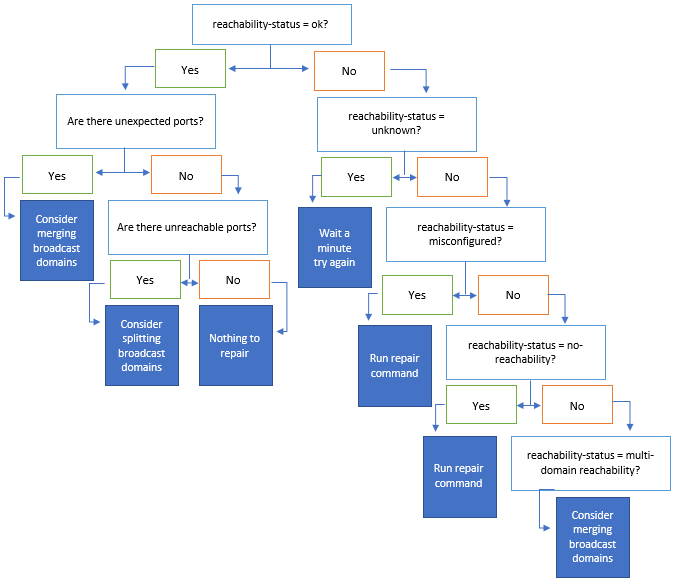 reachability-status = ok?
Yes
No
Are there unexpected ports?
reachability-status =
unknown?
Yes
No
Yes
No
Consider
merging
broadcast
domains
Are there unreachable ports?
Wait a
minute
try again
reachability-status =
misconfigured?
Yes
No
Yes
No
Consider
splitting
broadcast
domains
Nothing to
repair
Run repair
command
reachability-status = no-
reachability?
Yes
No
Run repair
command
reachability-status = multi-
domain reachability?
Consider
merging
broadcast
domains